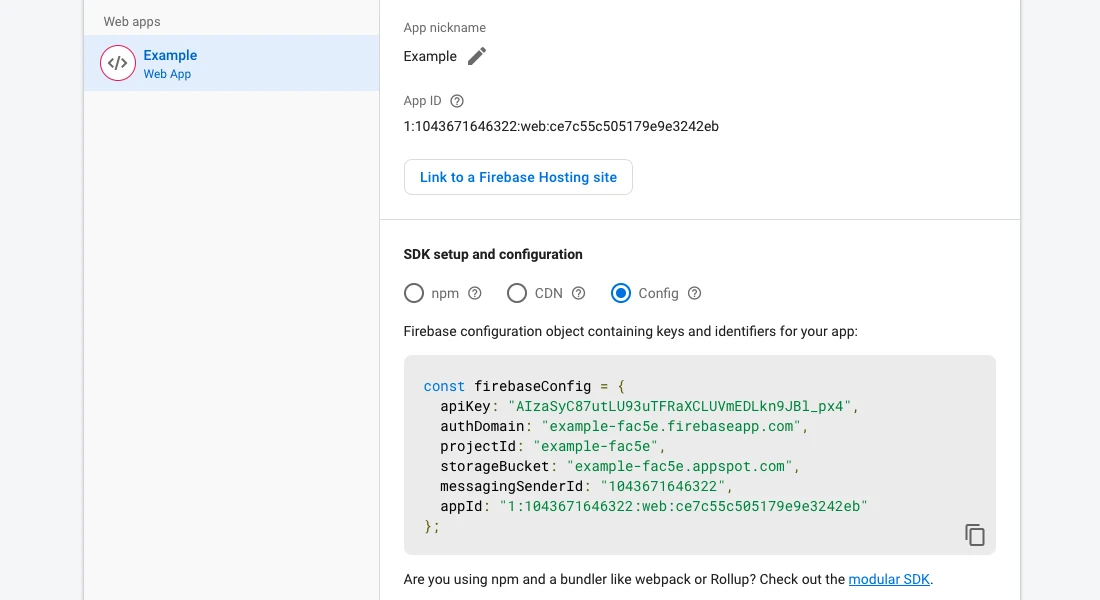 Web apps
Example
Web App
App nickname
Example
App ID
1:1043671646322:web:ce7c55c505179e9e3242eb
Link to a Firebase Hosting site
SDK setup and configuration
npm CDN Config
Firebase configuration object containing keys and identifiers for your app:
const firebaseConfig = {
  apiKey: "AIzaSyC87utLU93uTFRaXCLUVmEDLkn9JBl_px4",
  authDomain: "example-fac5e.firebaseapp.com",
  projectId: "example-fac5e",
  storageBucket: "example-fac5e.appspot.com",
  messagingSenderId: "1043671646322",
  appId: "1:1043671646322:web:ce7c55c505179e9e3242eb"
};
Are you using npm and a bundler like webpack or Rollup? Check out the modular SDK.